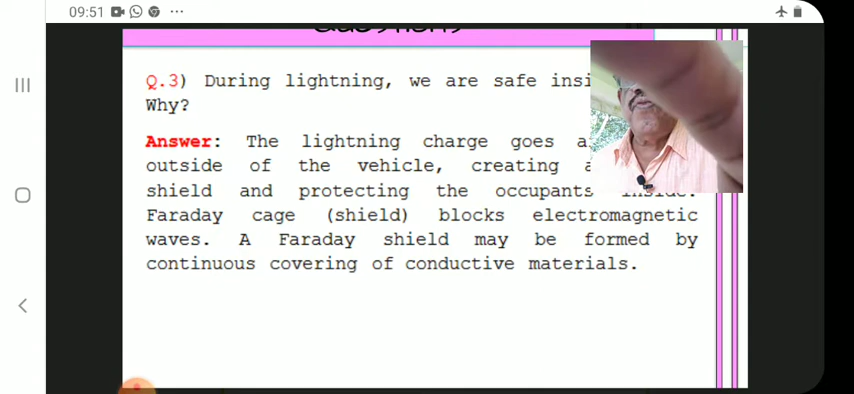 09:51
Q.3) During lightning, we are safe
Why?
Answer: The lightning charge goes
outside of the vehicle, creating
shield and protecting the occupants inside.
Faraday cage (shield) blocks electromagnetic
waves. A Faraday shield may be formed by
continuous covering of conductive materials.